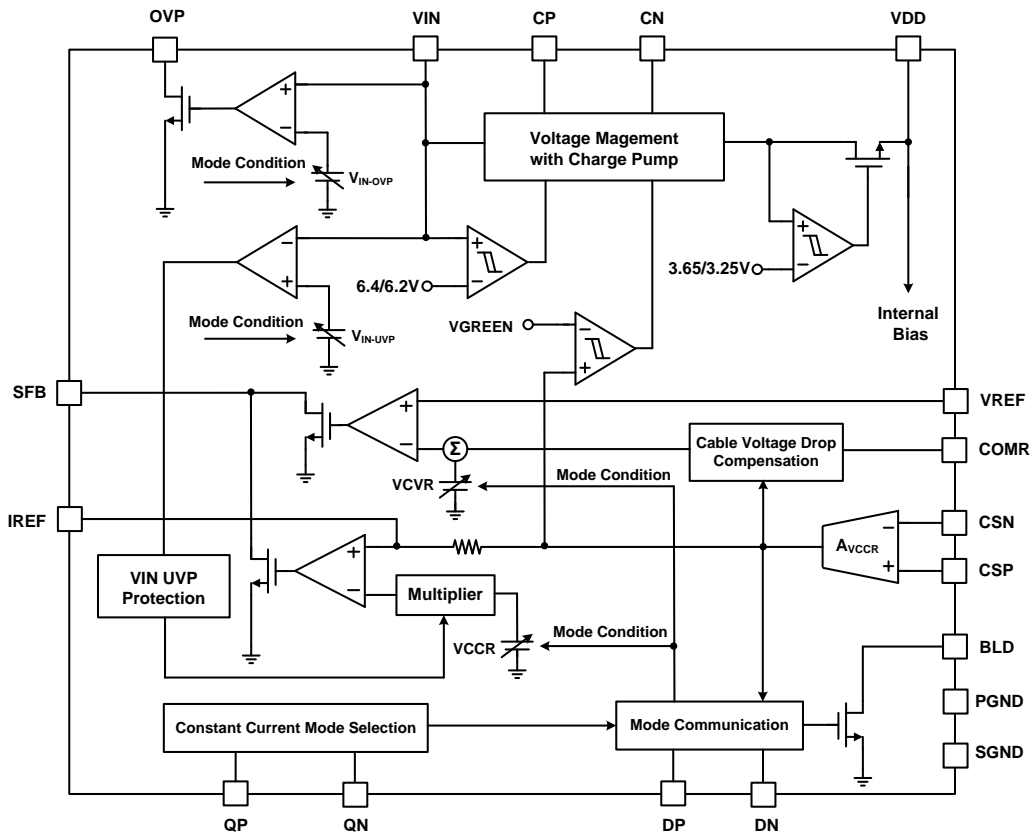 OVP
VIN
CP
CN
VDD
+
−
Voltage Magement
with Charge Pump
Mode Condition
VIN-OVP
−
+
+
−
6.4/6.2V
+
−
3.65/3.25V
Mode Condition
VIN-UVP
VGREEN
−
+
Internal
Bias
SFB
+
−
VREF
Σ
Cable Voltage Drop
Compensation
COMR
VCVR
Mode Condition
IREF
CSN
−
AVCCR
+
CSP
+
−
VIN UVP
Protection
Multiplier
VCCR
Mode Condition
BLD
PGND
Constant Current Mode Selection
Mode Communication
SGND
QP
QN
DP
DN